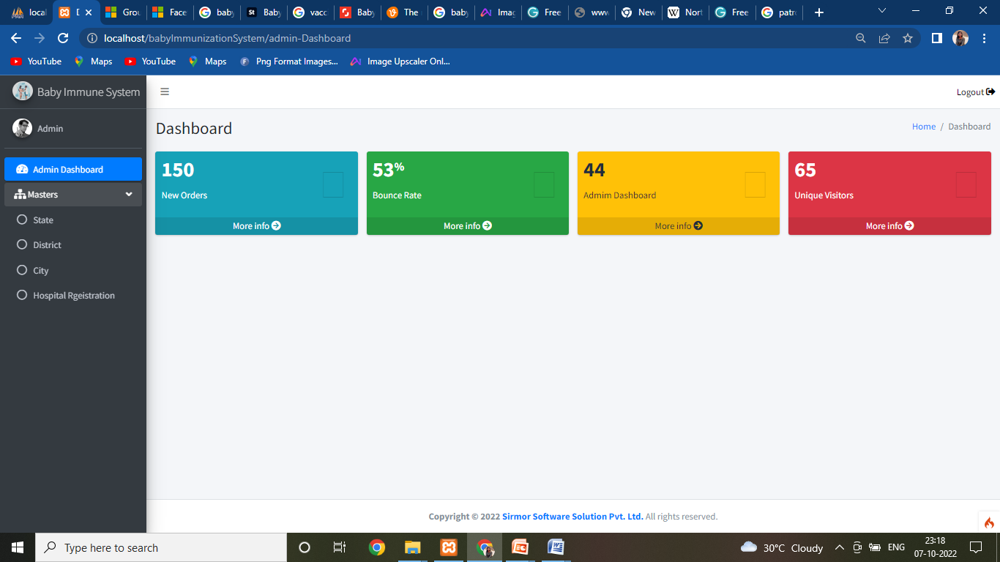 local
D
Grou
Face
baby
St
Baby
vacc
Baby
The
baby
Imag
Free
www
New
W
Nort
Free
patro
localhost/babyImmunizationSystem/admin-Dashboard
YouTube
Maps
YouTube
Maps
F
Png Format Images...
Image Upscaler Onl...
Baby Immune System
Logout
Admin
Dashboard
Home / Dashboard
Admin Dashboard
Masters
State
District
City
Hospital Rgeistration
150
New Orders
More info
53%
Bounce Rate
More info
44
Admim Dashboard
More info
65
Unique Visitors
More info
Copyright © 2022 Sirmor Software Solution Pvt. Ltd. All rights reserved.
Type here to search
30°C Cloudy
ENG
23:18
07-10-2022